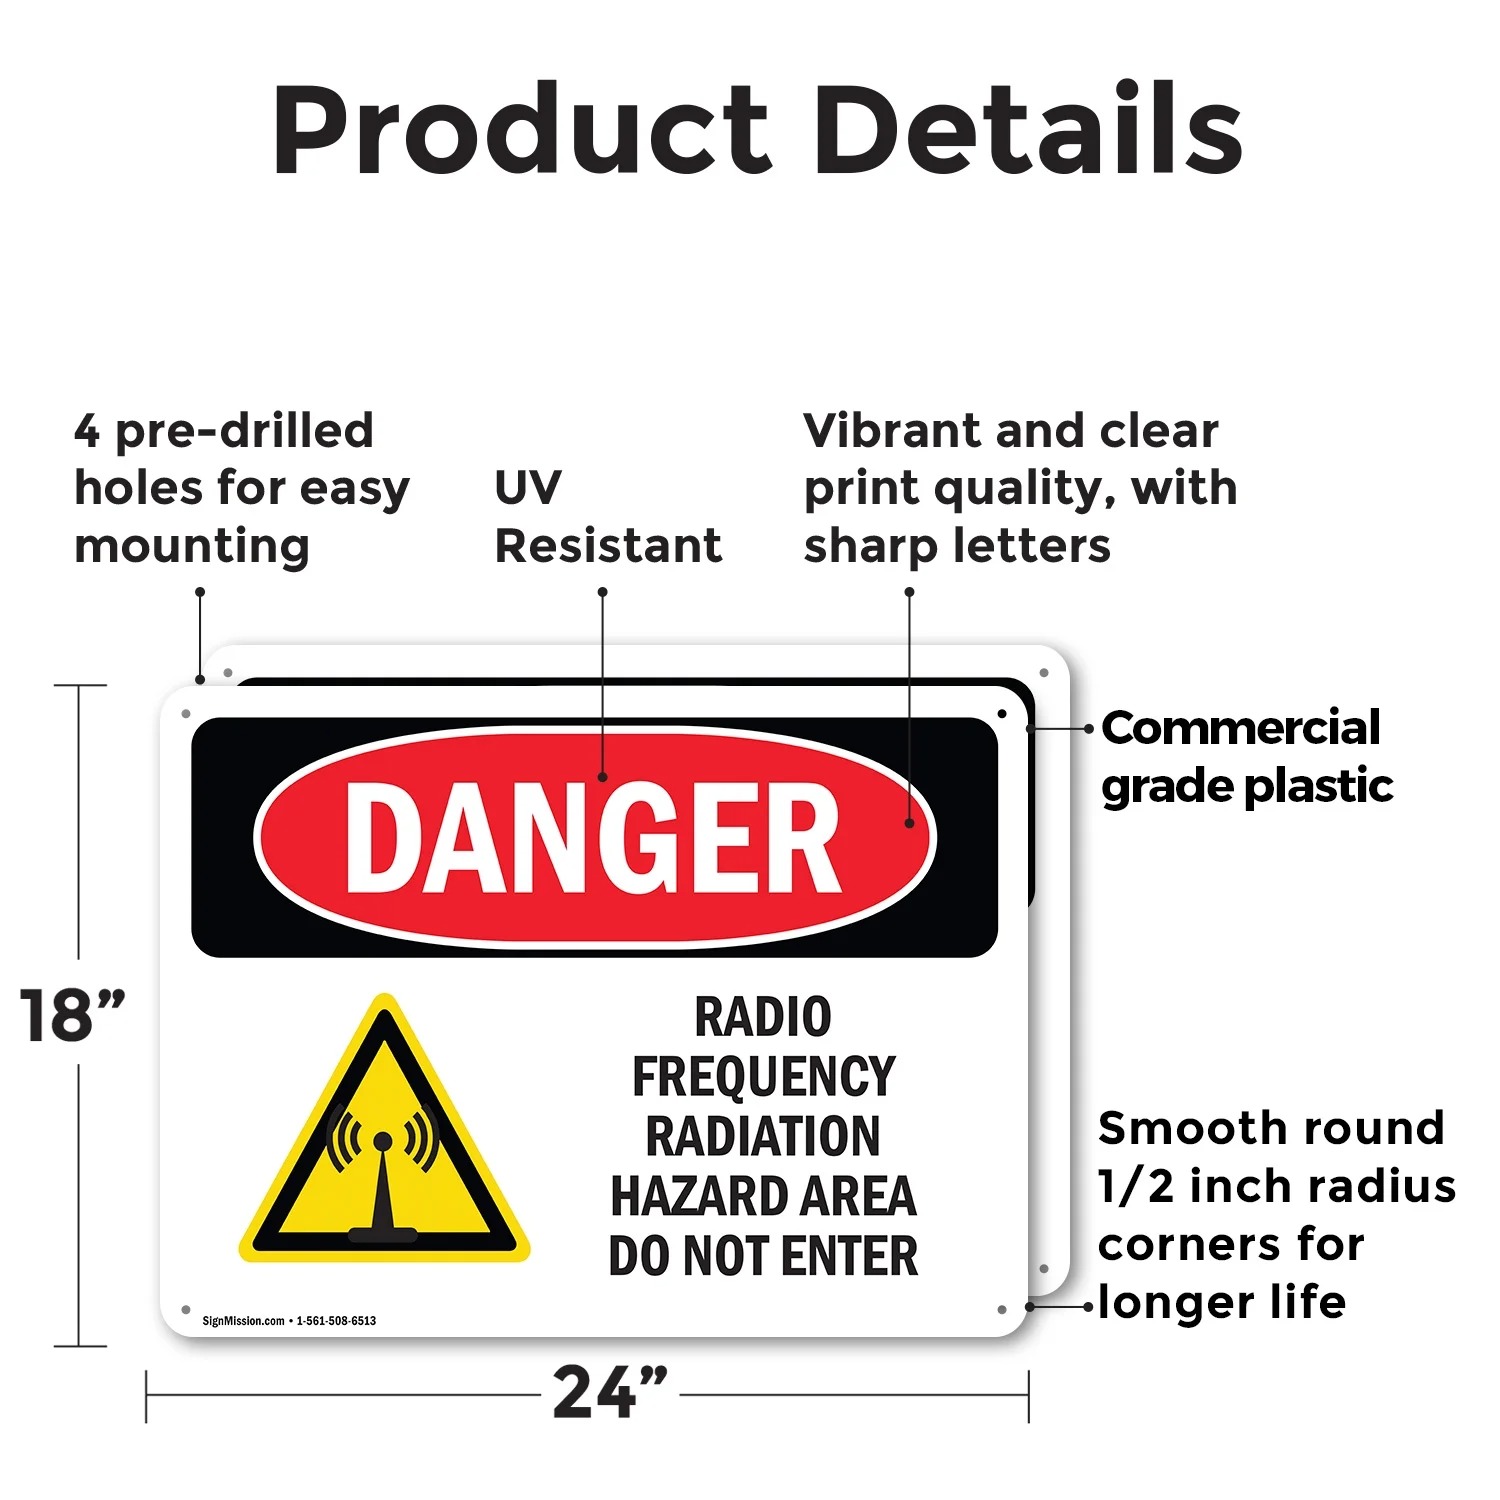 Product Details
4 pre-drilled
holes for easy
mounting
UV
Resistant
Vibrant and clear
print quality, with
sharp letters
Commercial
grade plastic
DANGER
18”
RADIO
FREQUENCY
RADIATION
HAZARD AREA
DO NOT ENTER
Smooth round
1/2 inch radius
corners for
longer life
SignMission.com • 1-561-508-6513
24”